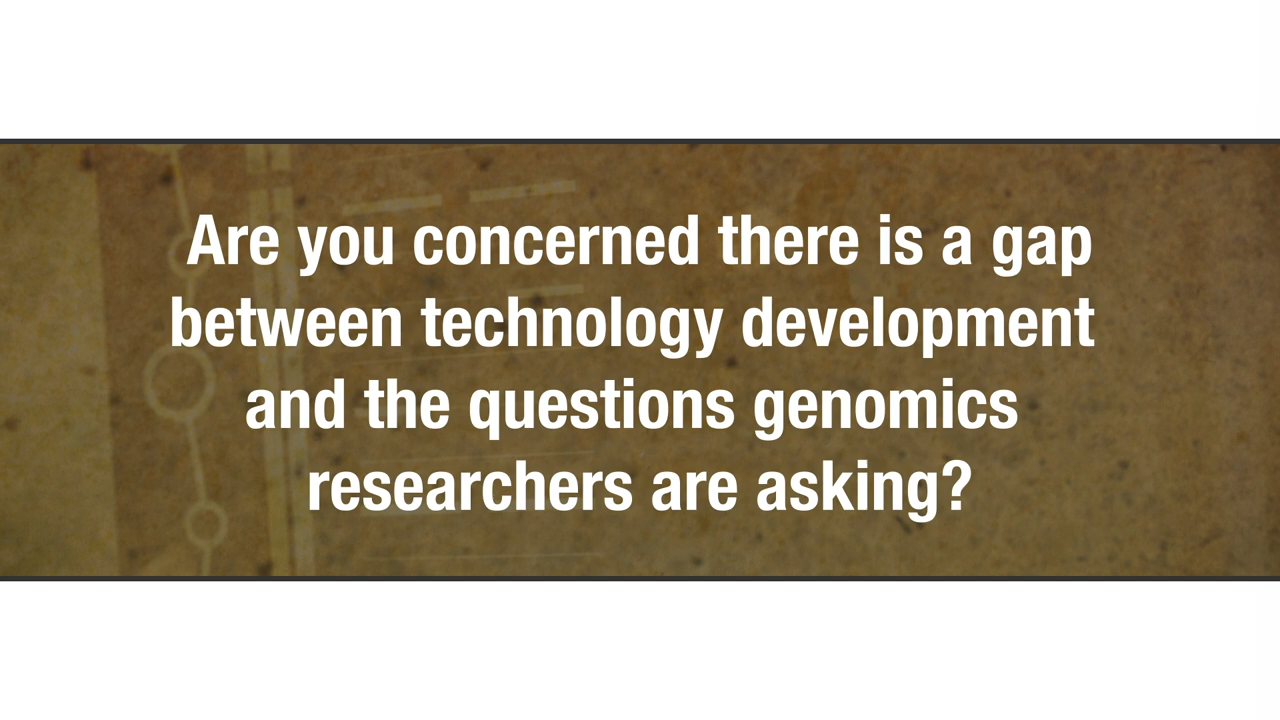 Are you concerned there is a gap
between technology development
and the questions genomics
researchers are asking?